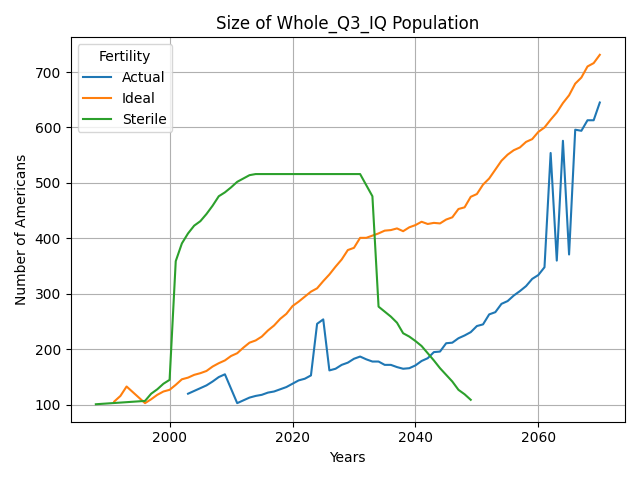 Size of Whole_Q3_IQ Population
Fertility
Actual
Ideal
Sterile
Number of Americans
700
600
500
400
300
200
100
2000
2020
2040
2060
Years